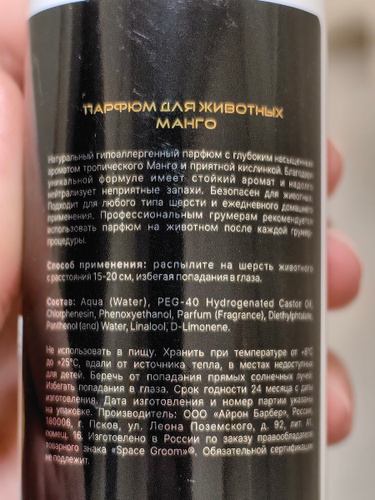 ПАРФЮМ ДЛЯ ЖИВОТНЫХ
МАНГО
Натуральный гипоаллергенный парфюм с глубоким насыщенным
ароматом тропического Манго и приятной кислинкой. Благодаря
уникальной формуле имеет стойкий аромат и надолго
нейтрализует неприятные запахи. Безопасен для животных.
Подходит для любого типа шерсти и ежедневного домашнего
применения. Профессиональным грумерам рекомендуется
использовать парфюм на животном после каждой грумер-
процедуры.
Способ применения: распылите на шерсть животного
с расстояния 15-20 см, избегая попадания в глаза.
Состав: Aqua (Water), PEG-40 Hydrogenated Castor Oil,
Chlorphenesin, Phenoxyethanol, Parfum (Fragrance), Diethylphtalate,
Panthenol (and) Water, Linalool, D-Limonene.
Не использовать в пищу. Хранить при температуре от +5°C
до +25°C, вдали от источника тепла, в местах недоступных
для детей. Беречь от попадания прямых солнечных лучей.
Избегать попадания в глаза. Срок годности 24 месяца с даты
изготовления. Дата изготовления и номер партии указаны
на упаковке. Производитель: ООО «Айрон Барбер», Россия,
180006, г. Псков, ул. Леона Поземского, д. 92, лит. А1,
помещ. 16. Изготовлено в России по заказу правообладателя
товарного знака «Space Groom»®. Обязательной сертификации
не подлежит.